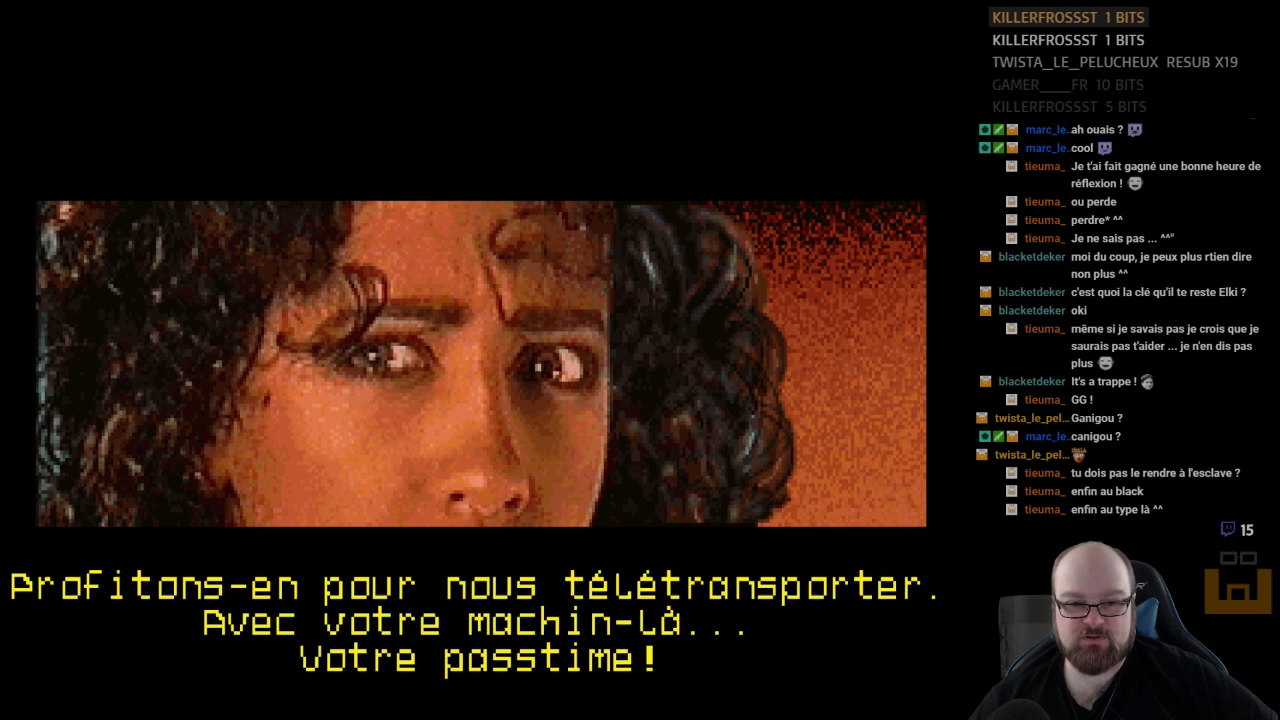 KILLERFROSSST 1 BITS
KILLERFROSSST 1 BITS
TWISTA_LE_PELUCHEUX RESUB X19
GAMER____FR 10 BITS
KILLERFROSSST 5 BITS
marc_le... ah ouais ?
marc_le... cool
tieuma_ Je t'ai fait gagné une bonne heure de
réflexion !
tieuma_ ou perde
tieuma_ perdre* ^^
tieuma_ Je ne sais pas ... ^^"
blacketdeker moi du coup, je peux plus rtien dire
non plus ^^
blacketdeker c'est quoi la clé qu'il te reste Elki ?
blacketdeker oki
tieuma_ même si je savais pas je crois que je
saurais pas t'aider ... je n'en dis pas
plus
blacketdeker It's a trappe !
tieuma_ GG !
twista_le_pel... Ganigou ?
marc_le... canigou ?
twista_le_pel...
tieuma_ tu dois pas le rendre à l'esclave ?
tieuma_ enfin au black
tieuma_ enfin au type là ^^
15
Profitons-en pour nous télétransporter.
Avec votre machin-là...
Votre passtime!